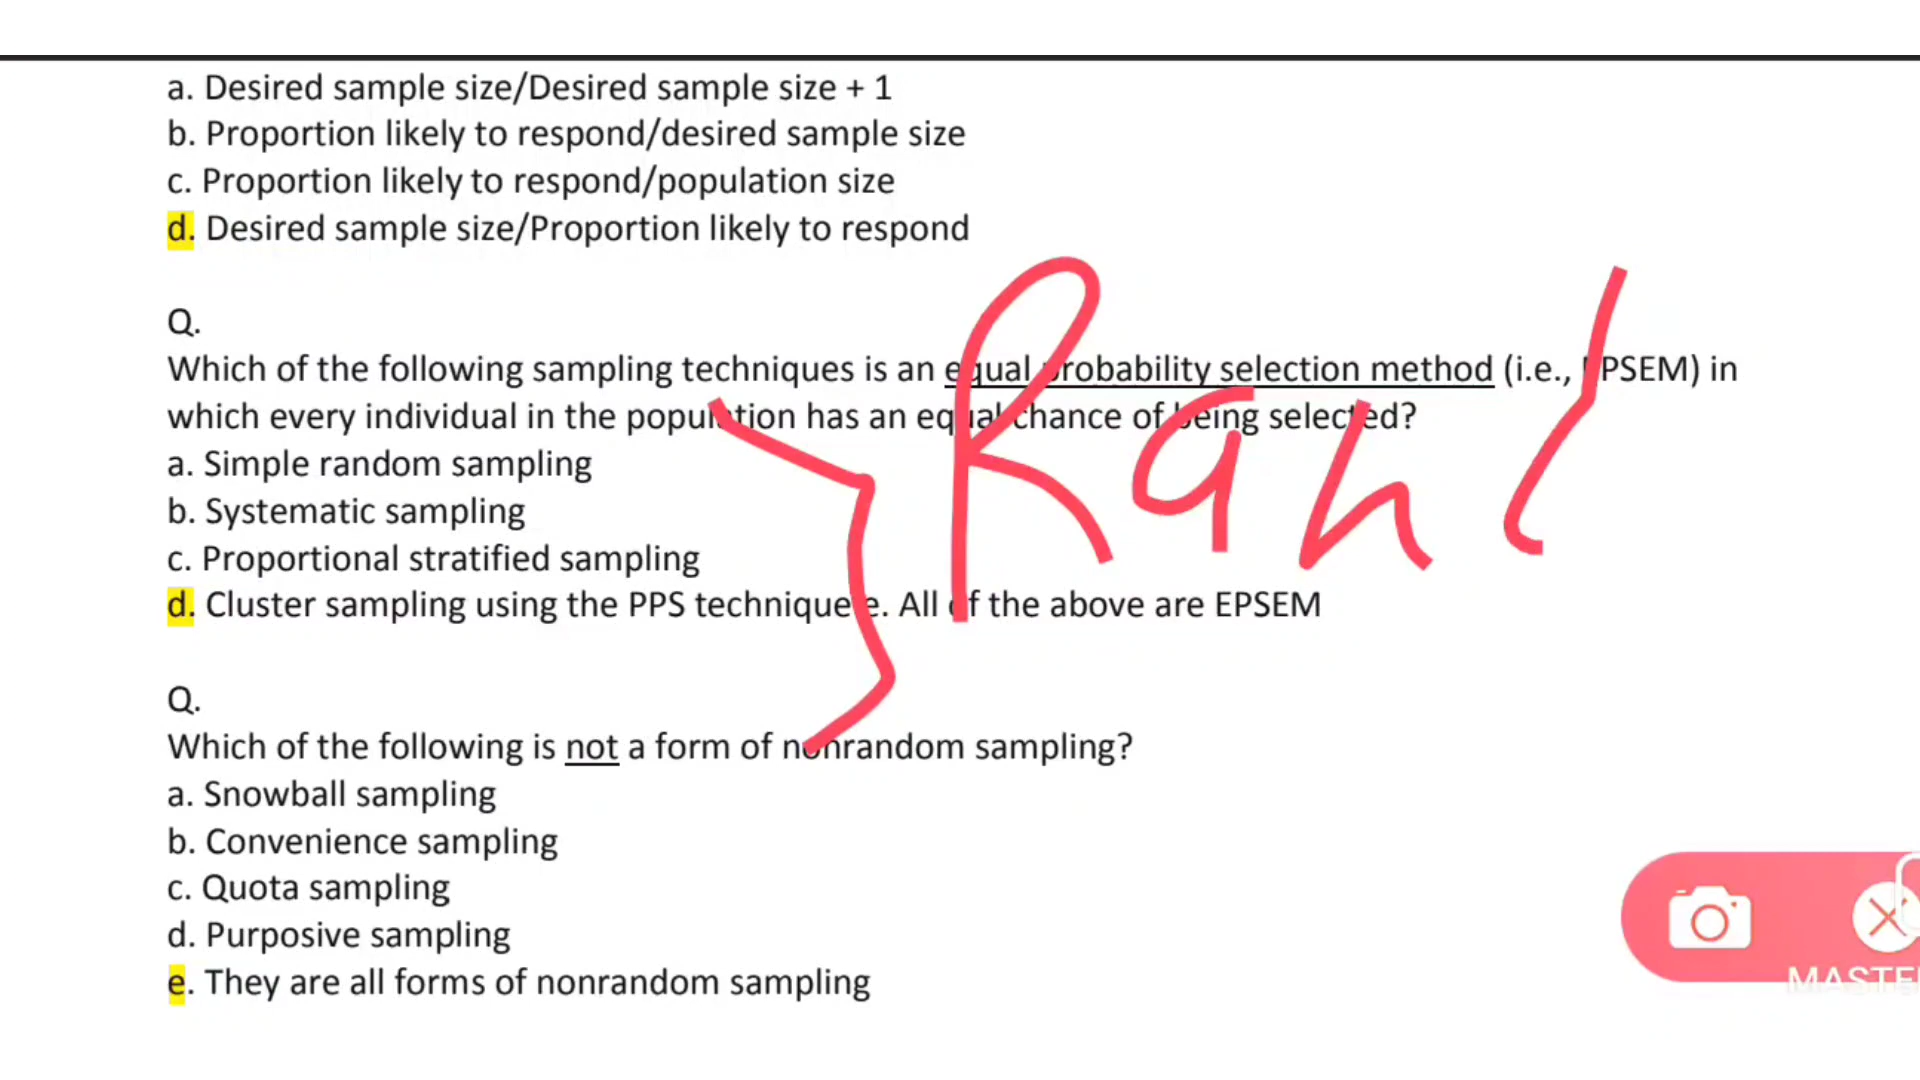 a. Desired sample size/Desired sample size + 1
b. Proportion likely to respond/desired sample size
c. Proportion likely to respond/population size
d. Desired sample size/Proportion likely to respond
Q.
Which of the following sampling techniques is an equal probability selection method (i.e., EPSEM) in
which every individual in the population has an equal chance of being selected?
a. Simple random sampling
b. Systematic sampling
c. Proportional stratified sampling
d. Cluster sampling using the PPS technique e. All of the above are EPSEM
Rand
Q.
Which of the following is not a form of nonrandom sampling?
a. Snowball sampling
b. Convenience sampling
c. Quota sampling
d. Purposive sampling
e. They are all forms of nonrandom sampling